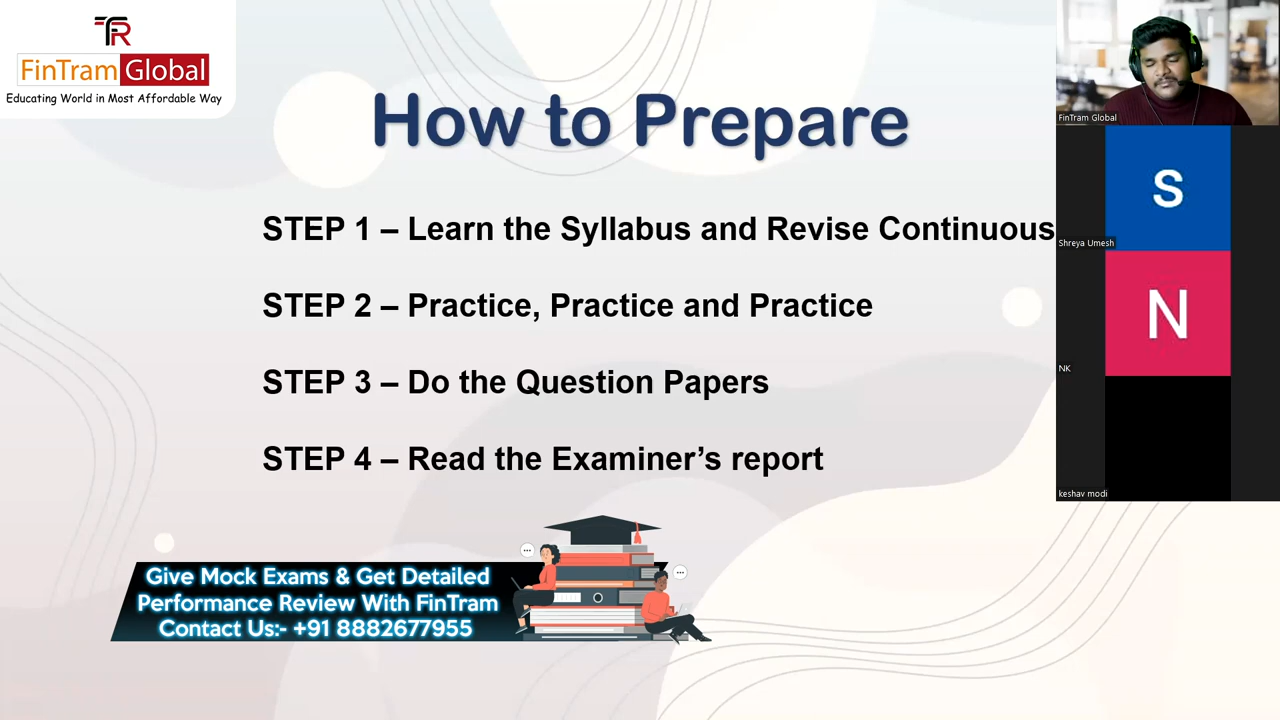 TR
FinTram Global
Educating World in Most Affordable Way
How to Prepare
STEP 1 – Learn the Syllabus and Revise Continuous
STEP 2 – Practice, Practice and Practice
STEP 3 – Do the Question Papers
STEP 4 – Read the Examiner’s report
Give Mock Exams & Get Detailed
Performance Review With FinTram
Contact Us:- +91 8882677955
FinTram Global
S
Shreya Umesh
N
NK
keshav modi